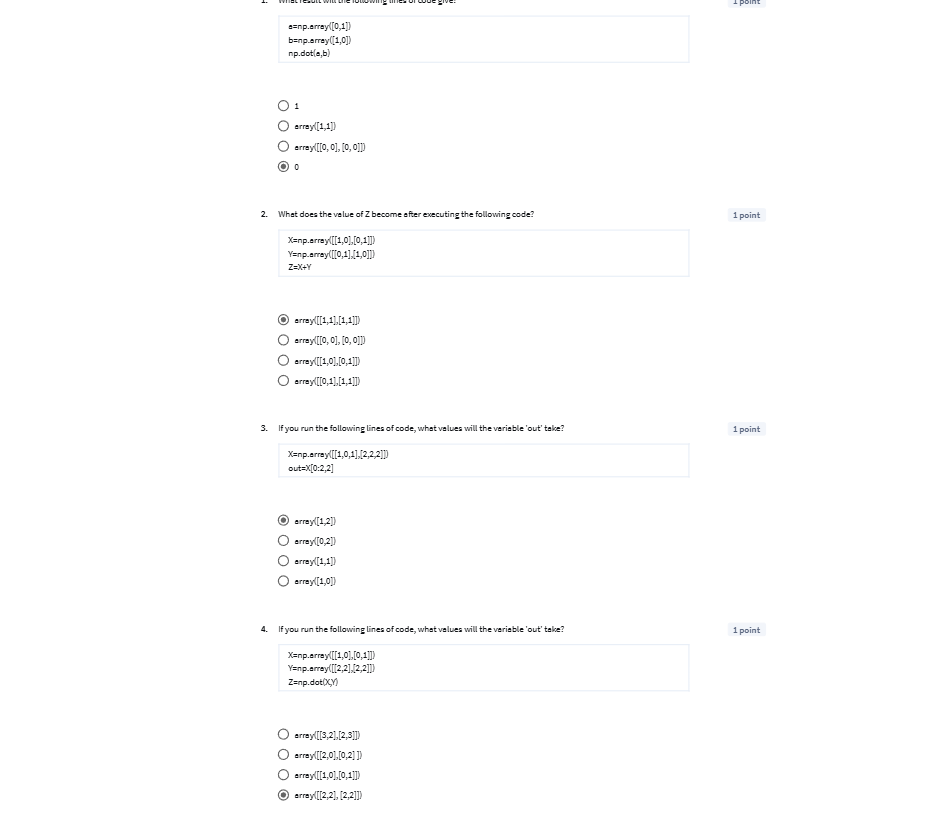 1. What result will the following lines of code give? 1 point
a=np.array([0,1])
b=np.array([1,0])
np.dot(a,b)
1
array([1,1])
array([[0, 0], [0, 0]])
0
2. What does the value of Z become after executing the following code? 1 point
X=np.array([[1,0],[0,1]])
Y=np.array([[0,1],[1,0]])
Z=X+Y
array([[1,1],[1,1]])
array([[0, 0], [0, 0]])
array([[1,0],[0,1]])
array([[0,1],[1,1]])
3. If you run the following lines of code, what values will the variable 'out' take? 1 point
X=np.array([[1,0,1],[2,2,2]])
out=X[0:2,2]
array([1,2])
array([0,2])
array([1,1])
array([1,0])
4. If you run the following lines of code, what values will the variable 'out' take? 1 point
X=np.array([[1,0],[0,1]])
Y=np.array([[2,2],[2,2]])
Z=np.dot(X,Y)
array([[3,2],[2,3]])
array([[2,0],[0,2] ])
array([[1,0],[0,1]])
array([[2,2], [2,2]])